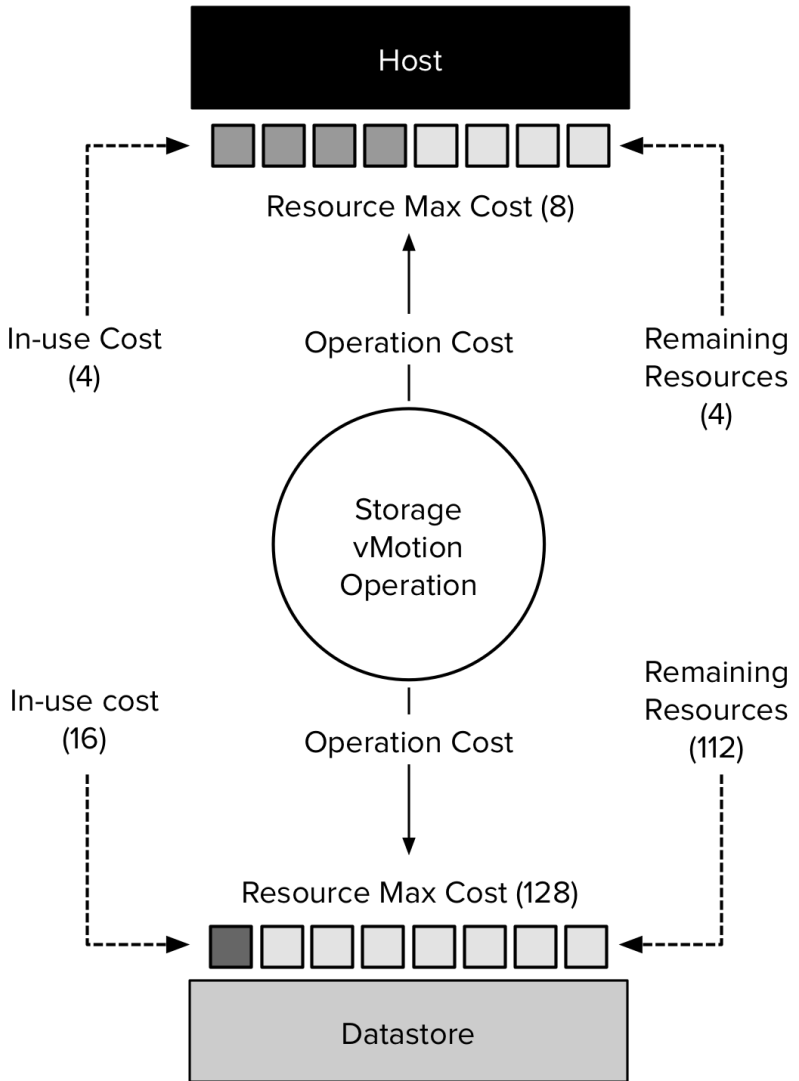 Host
Resource Max Cost (8)
In-use Cost
(4)
Operation Cost
Remaining
Resources
(4)
Storage
vMotion
Operation
In-use cost
(16)
Operation Cost
Remaining
Resources
(112)
Resource Max Cost (128)
Datastore